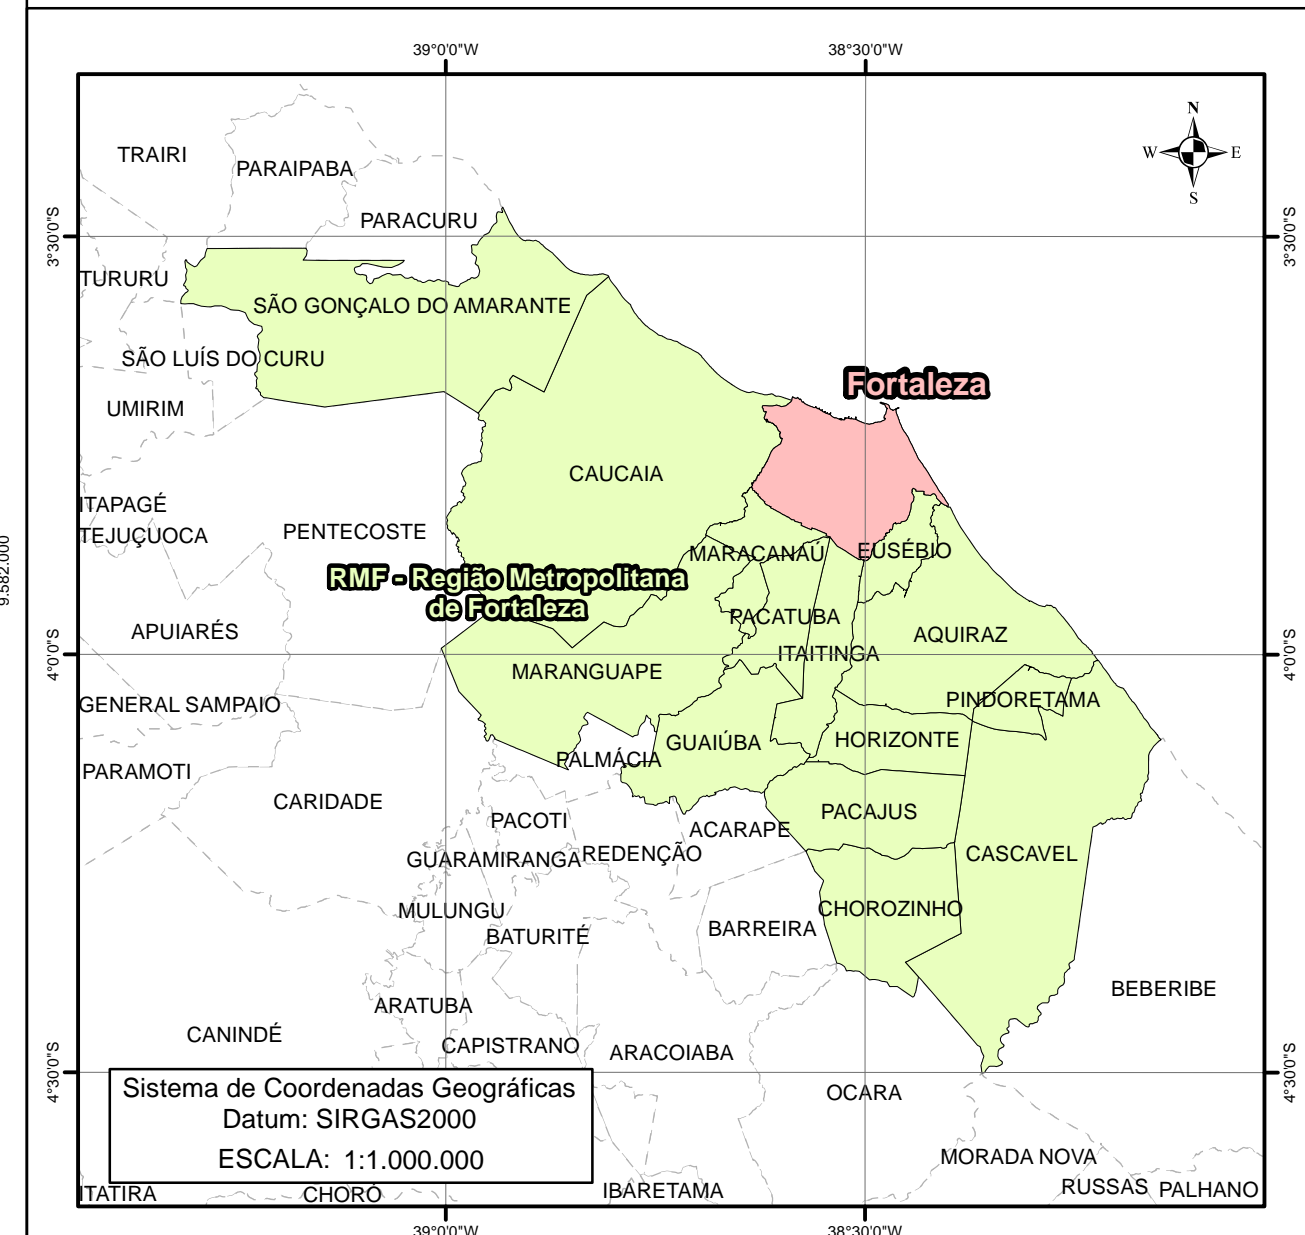 39°0'0"W
38°30'0"W
N
W
E
S
TRAIRI
PARAIPABA
PARACURU
3°30'0"S
3°30'0"S
TURURU
SÃO GONÇALO DO AMARANTE
SÃO LUÍS DO CURU
UMIRIM
Fortaleza
CAUCAIA
ITAPAGÉ
TEJUÇUOCA
PENTECOSTE
MARACANAÚ
EUSÉBIO
9.582.000
RMF - Região Metropolitana
de Fortaleza
PACATUBA
APUIARÉS
AQUIRAZ
ITAITINGA
4°0'0"S
4°0'0"S
MARANGUAPE
GENERAL SAMPAIO
PINDORETAMA
GUAIÚBA
HORIZONTE
PALMÁCIA
PARAMOTI
CARIDADE
PACAJUS
PACOTI
ACARAPE
GUARAMIRANGA
REDENÇÃO
CASCAVEL
MULUNGU
CHOROZINHO
BARREIRA
BATURITÉ
BEBERIBE
ARATUBA
CANINDÉ
CAPISTRANO
ARACOIABA
4°30'0"S
4°30'0"S
Sistema de Coordenadas Geográficas
Datum: SIRGAS2000
ESCALA: 1:1.000.000
OCARA
MORADA NOVA
ITATIRA
CHORÓ
IBARETAMA
RUSSAS
PALHANO
39°0'0"W
38°30'0"W